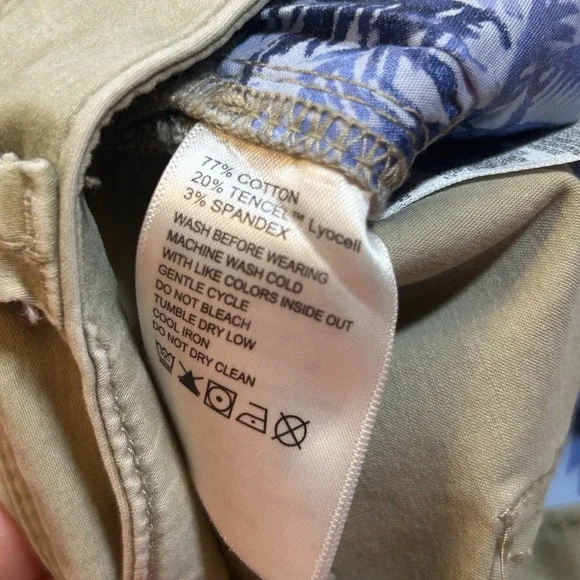 77% COTTON
20% TENCEL™ Lyocell
3% SPANDEX
WASH BEFORE WEARING
MACHINE WASH COLD
WITH LIKE COLORS INSIDE OUT
GENTLE CYCLE
DO NOT BLEACH
TUMBLE DRY LOW
COOL IRON
DO NOT DRY CLEAN